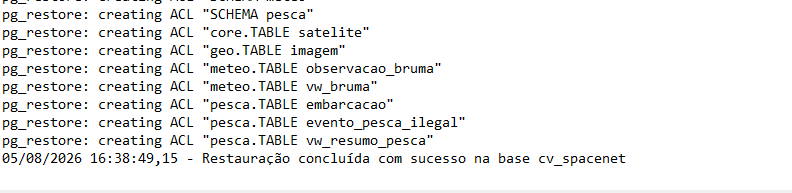 pg_restore: creating ACL "SCHEMA pesca"
pg_restore: creating ACL "core.TABLE satelite"
pg_restore: creating ACL "geo.TABLE imagem"
pg_restore: creating ACL "meteo.TABLE observacao_bruma"
pg_restore: creating ACL "meteo.TABLE vw_bruma"
pg_restore: creating ACL "pesca.TABLE embarcacao"
pg_restore: creating ACL "pesca.TABLE evento_pesca_ilegal"
pg_restore: creating ACL "pesca.TABLE vw_resumo_pesca"
05/08/2026 16:38:49,15 - Restauração concluída com sucesso na base cv_spacenet